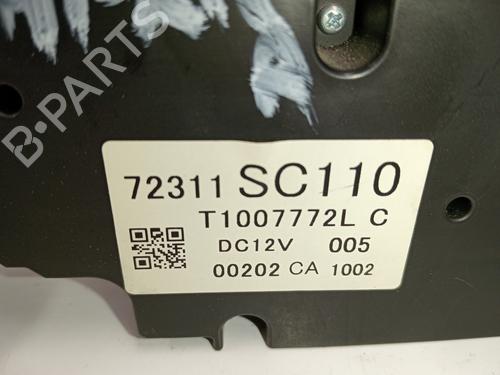 B-PARTS
72311 SC110
T1007772L C
DC12V 005
00202 CA 1002